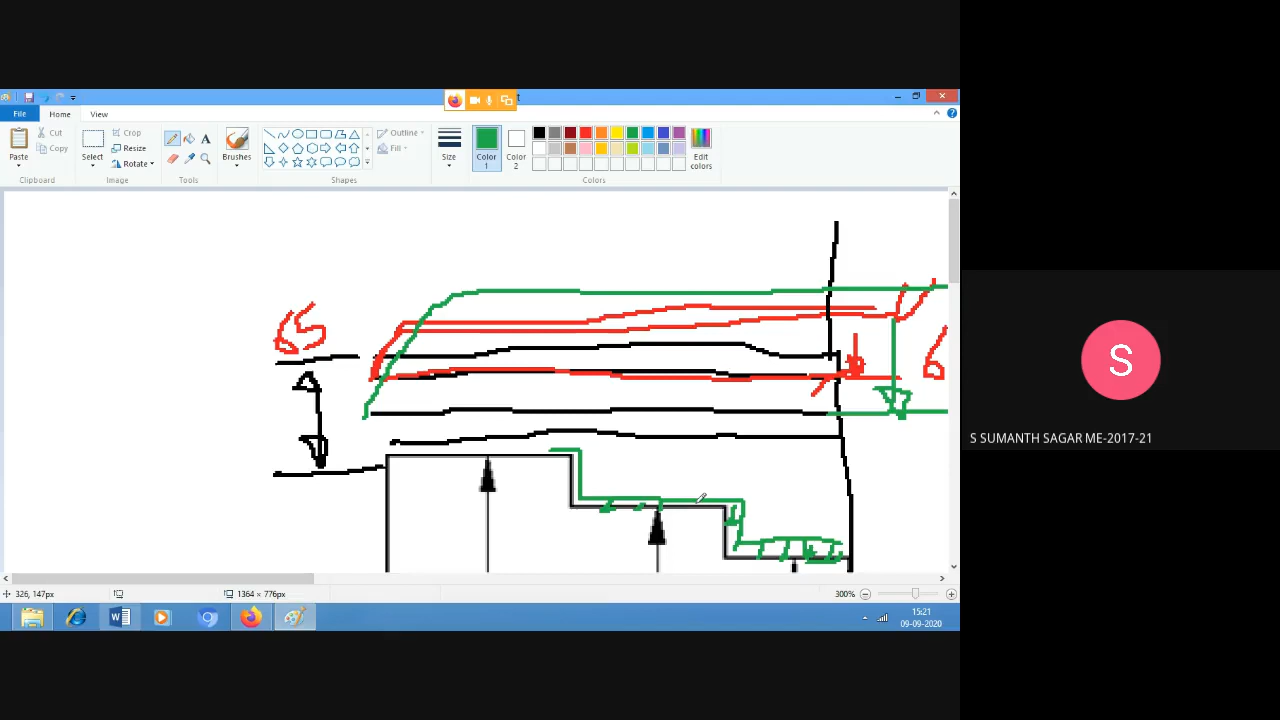 t
File Home View
Cut
Copy
Paste
Clipboard
Select
Crop
Resize
Rotate
Image
A
Tools
Brushes
Outline
Fill
Shapes
Size
Color
1
Color
2
Edit
colors
Colors
65
6
S
S SUMANTH SAGAR ME-2017-21
326, 147px
1364 × 776px
300%
15:21
09-09-2020